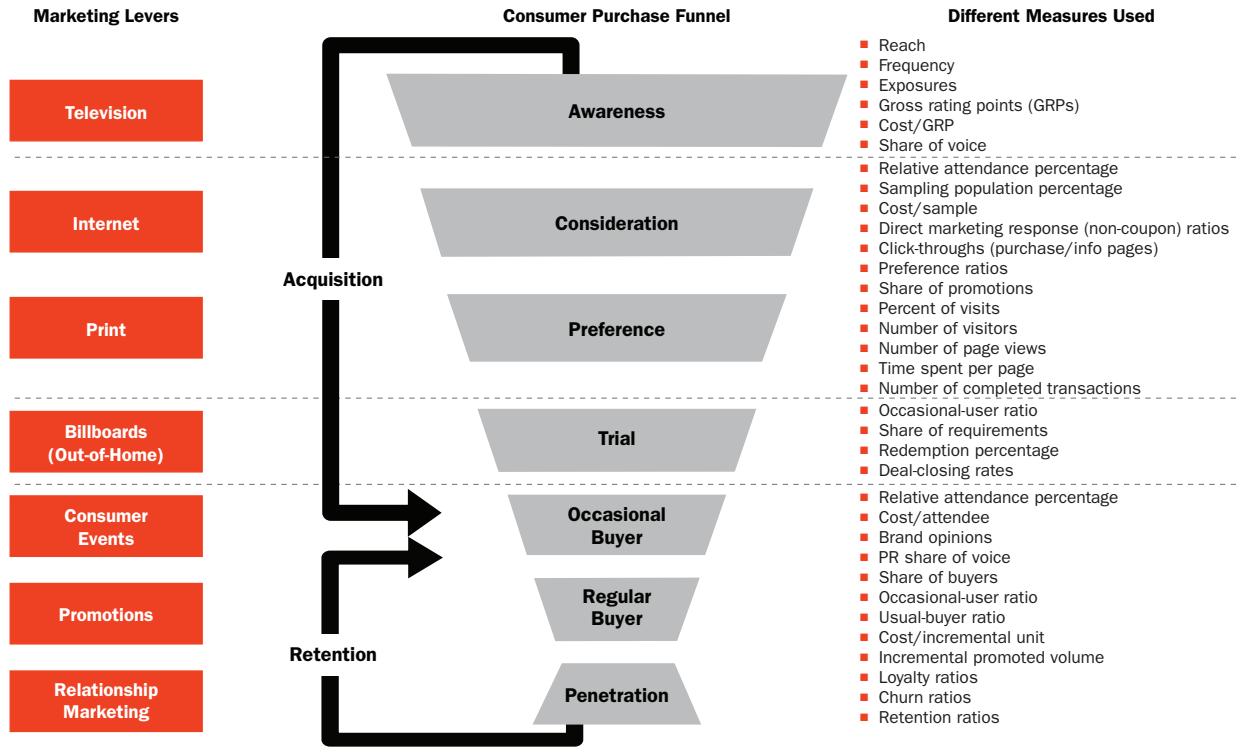 Marketing Levers
Consumer Purchase Funnel
Different Measures Used
Television
Internet
Print
Billboards
(Out-of-Home)
Consumer
Events
Promotions
Relationship
Marketing
Acquisition
Retention
Awareness
Consideration
Preference
Trial
Occasional
Buyer
Regular
Buyer
Penetration
Reach
Frequency
Exposures
Gross rating points (GRPs)
Cost/GRP
Share of voice
Relative attendance percentage
Sampling population percentage
Cost/sample
Direct marketing response (non-coupon) ratios
Click-throughs (purchase/info pages)
Preference ratios
Share of promotions
Percent of visits
Number of visitors
Number of page views
Time spent per page
Number of completed transactions
Occasional-user ratio
Share of requirements
Redemption percentage
Deal-closing rates
Relative attendance percentage
Cost/attendee
Brand opinions
PR share of voice
Share of buyers
Occasional-user ratio
Usual-buyer ratio
Cost/incremental unit
Incremental promoted volume
Loyalty ratios
Churn ratios
Retention ratios